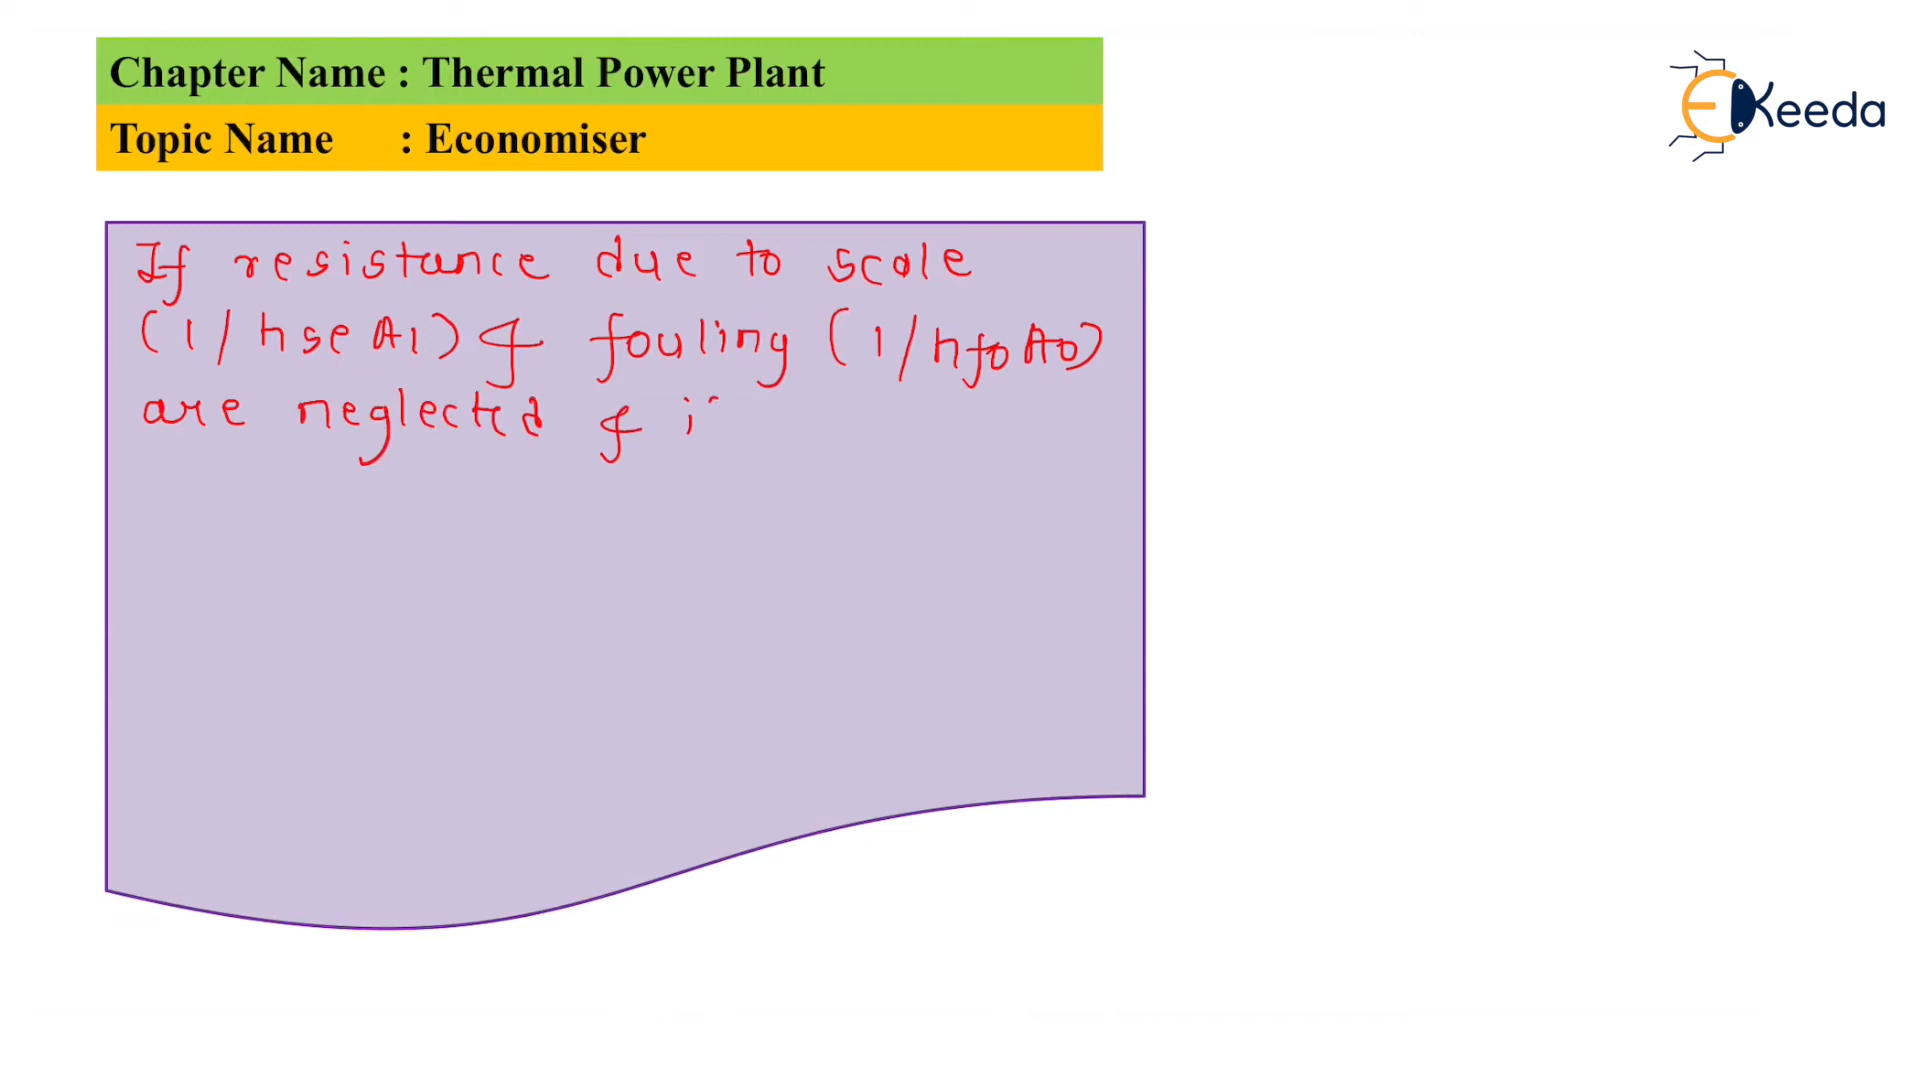 Chapter Name : Thermal Power Plant
Topic Name : Economiser
Keeda
If resistance due to scale
(1/hse A1) & fouling (1/hfo Ao)
are neglected &